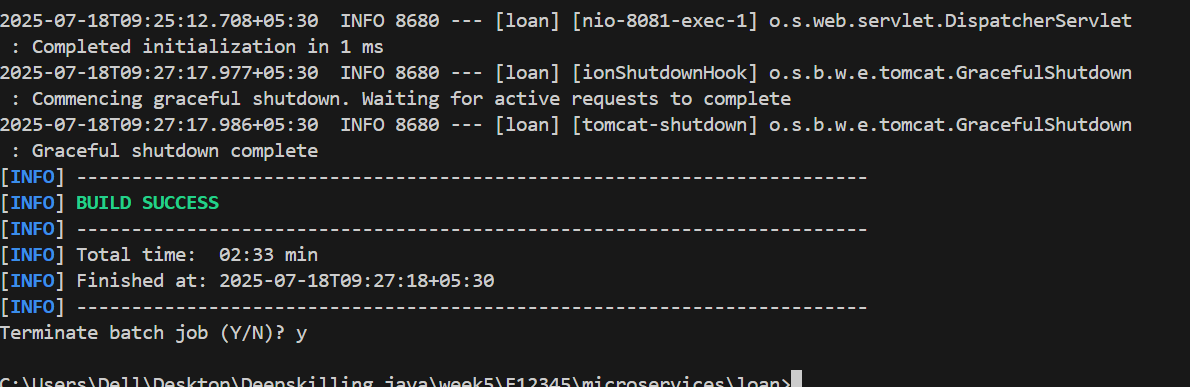 2025-07-18T09:25:12.708+05:30  INFO 8680 --- [loan] [nio-8081-exec-1] o.s.web.servlet.DispatcherServlet
 : Completed initialization in 1 ms
2025-07-18T09:27:17.977+05:30  INFO 8680 --- [loan] [ionShutdownHook] o.s.b.w.e.tomcat.GracefulShutdown
 : Commencing graceful shutdown. Waiting for active requests to complete
2025-07-18T09:27:17.986+05:30  INFO 8680 --- [loan] [tomcat-shutdown] o.s.b.w.e.tomcat.GracefulShutdown
 : Graceful shutdown complete
[INFO] ------------------------------------------------------------------------
[INFO] BUILD SUCCESS
[INFO] ------------------------------------------------------------------------
[INFO] Total time:  02:33 min
[INFO] Finished at: 2025-07-18T09:27:18+05:30
[INFO] ------------------------------------------------------------------------
Terminate batch job (Y/N)? y
C:\Users\Dell\Desktop\Deepskilling java\week5\E12345\microservices\loan>